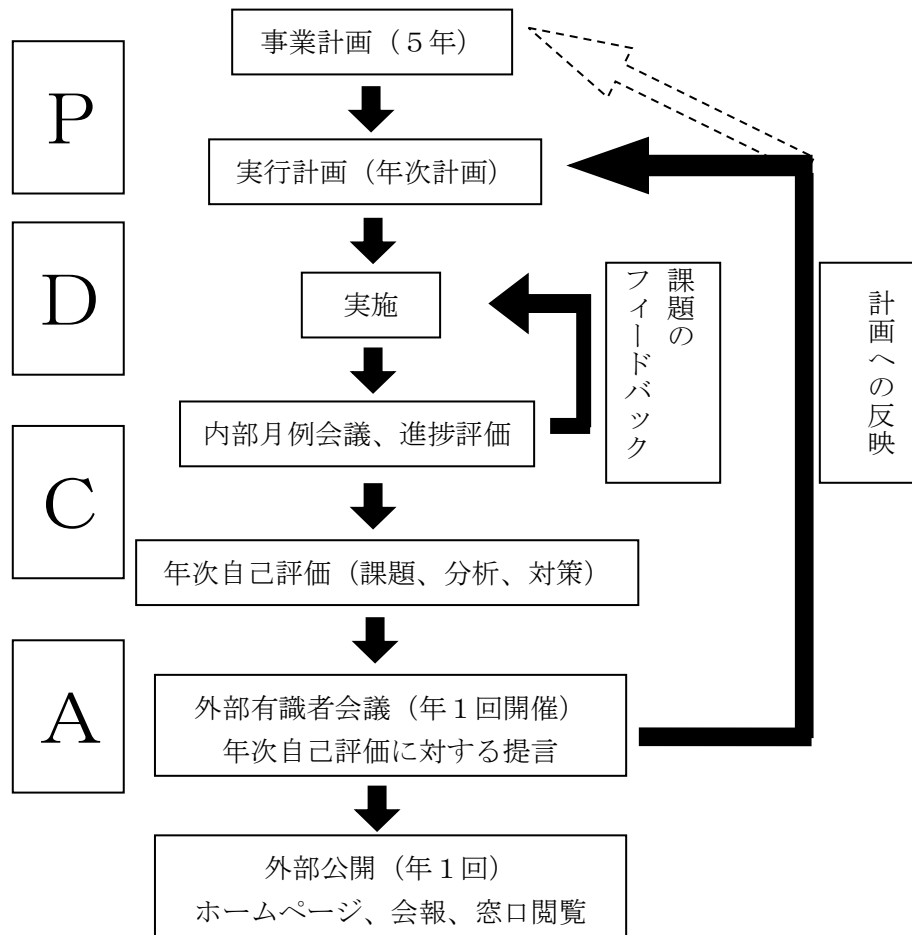 事業計画（５年）
P
実行計画（年次計画）
D
実施
課題の
フィードバック
計画への反映
内部月例会議、進捗評価
C
年次自己評価（課題、分析、対策）
A
外部有識者会議（年１回開催）
年次自己評価に対する提言
外部公開（年１回）
ホームページ、会報、窓口閲覧